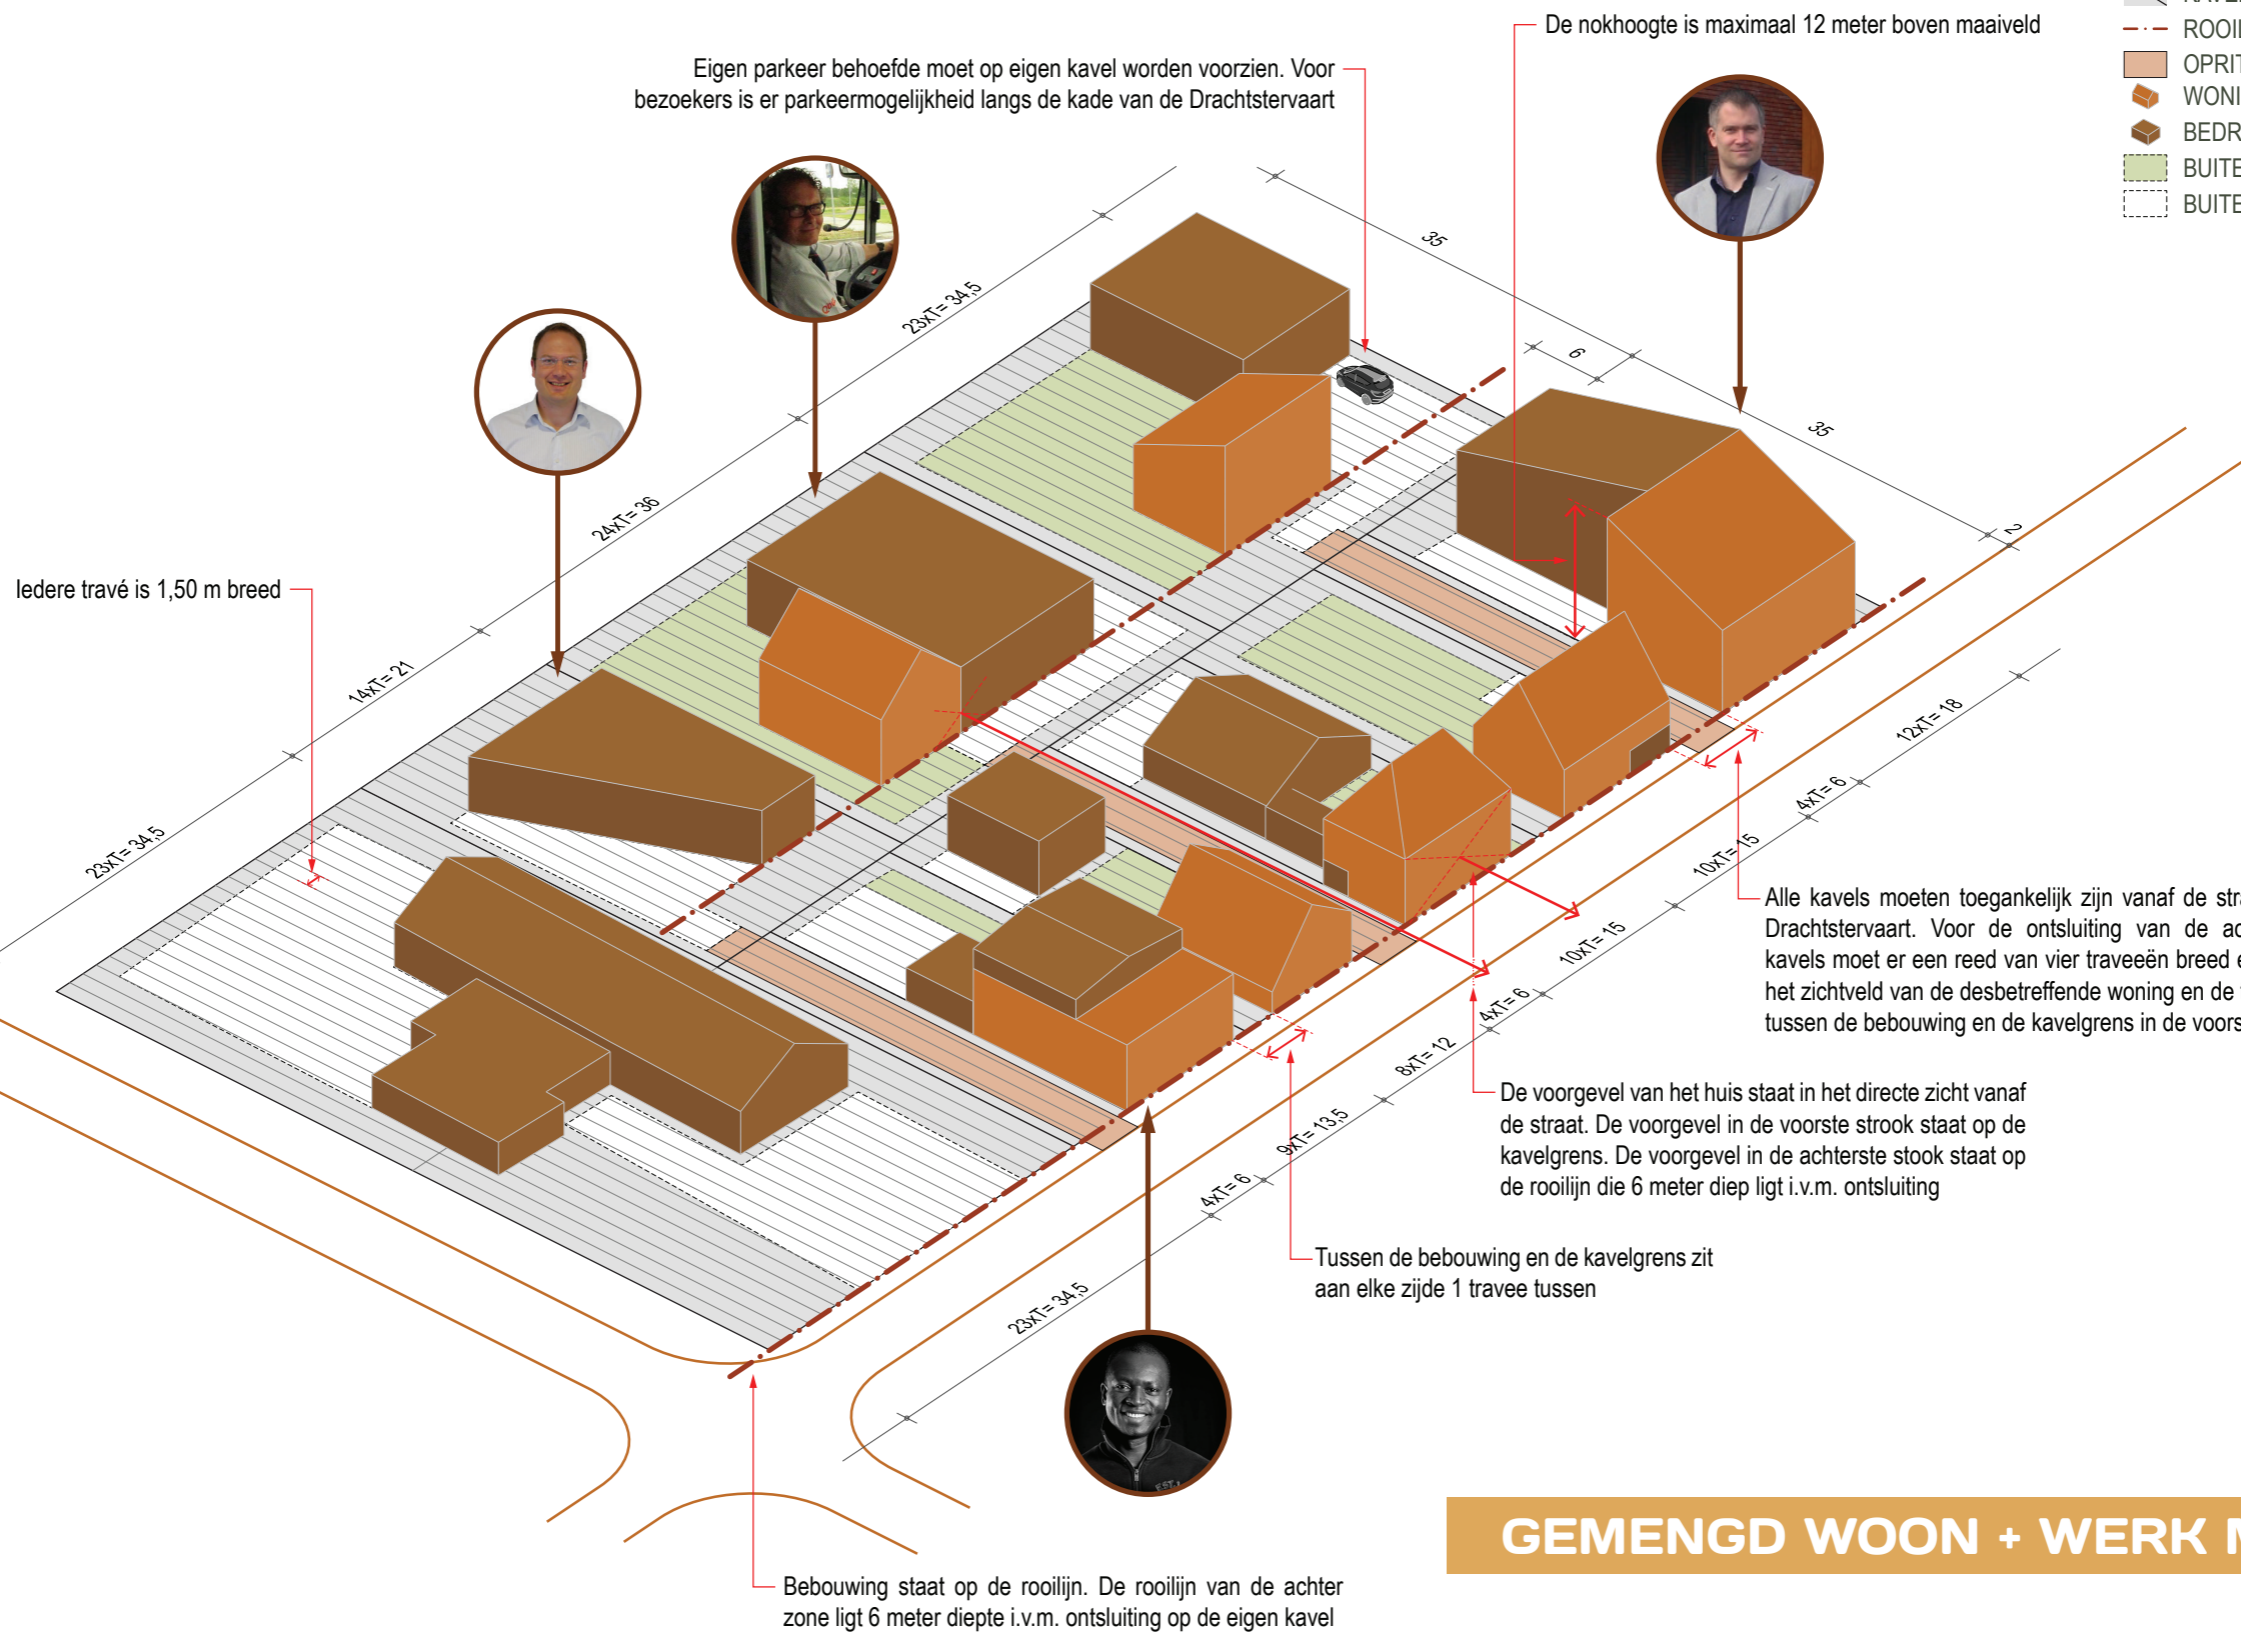 De nokhoogte is maximaal 12 meter boven maaiveld
Eigen parkeer behoefde moet op eigen kavel worden voorzien. Voor
bezoekers is er parkeermogelijkheid langs de kade van de Drachtstervaart
OPRIT
WONI
BEDR
BUITE
BUITE
35
6
35
2
23xT= 34,5
24xT= 36
14xT= 21
23xT= 34,5
Iedere travé is 1,50 m breed
12xT= 18
4xT= 6
10xT= 15
10xT= 15
4xT= 6
8xT= 12
9xT= 13,5
4xT= 6
23xT= 34,5
Alle kavels moeten toegankelijk zijn vanaf de stra
Drachtstervaart. Voor de ontsluiting van de ac
kavels moet er een reed van vier traveeën breed e
het zichtveld van de desbetreffende woning en de
tussen de bebouwing en de kavelgrens in de voors
De voorgevel van het huis staat in het directe zicht vanaf
de straat. De voorgevel in de voorste strook staat op de
kavelgrens. De voorgevel in de achterste stook staat op
de rooilijn die 6 meter diep ligt i.v.m. ontsluiting
Tussen de bebouwing en de kavelgrens zit
aan elke zijde 1 travee tussen
EST.
GEMENGD WOON + WERK
Bebouwing staat op de rooilijn. De rooilijn van de achter
zone ligt 6 meter diepte i.v.m. ontsluiting op de eigen kavel